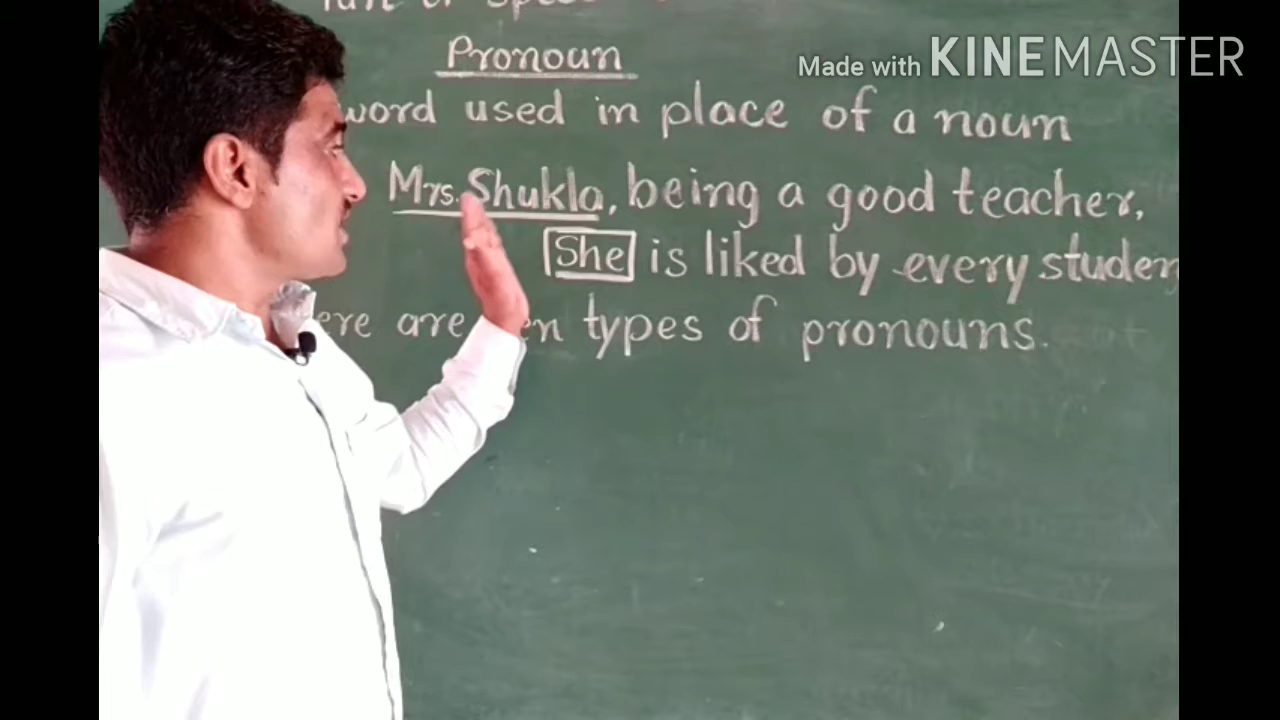 Pronoun
Made with KINEMASTER
word used in place of a noun
Mrs. Shukla, being a good teacher,
She is liked by every
are types of pronouns.